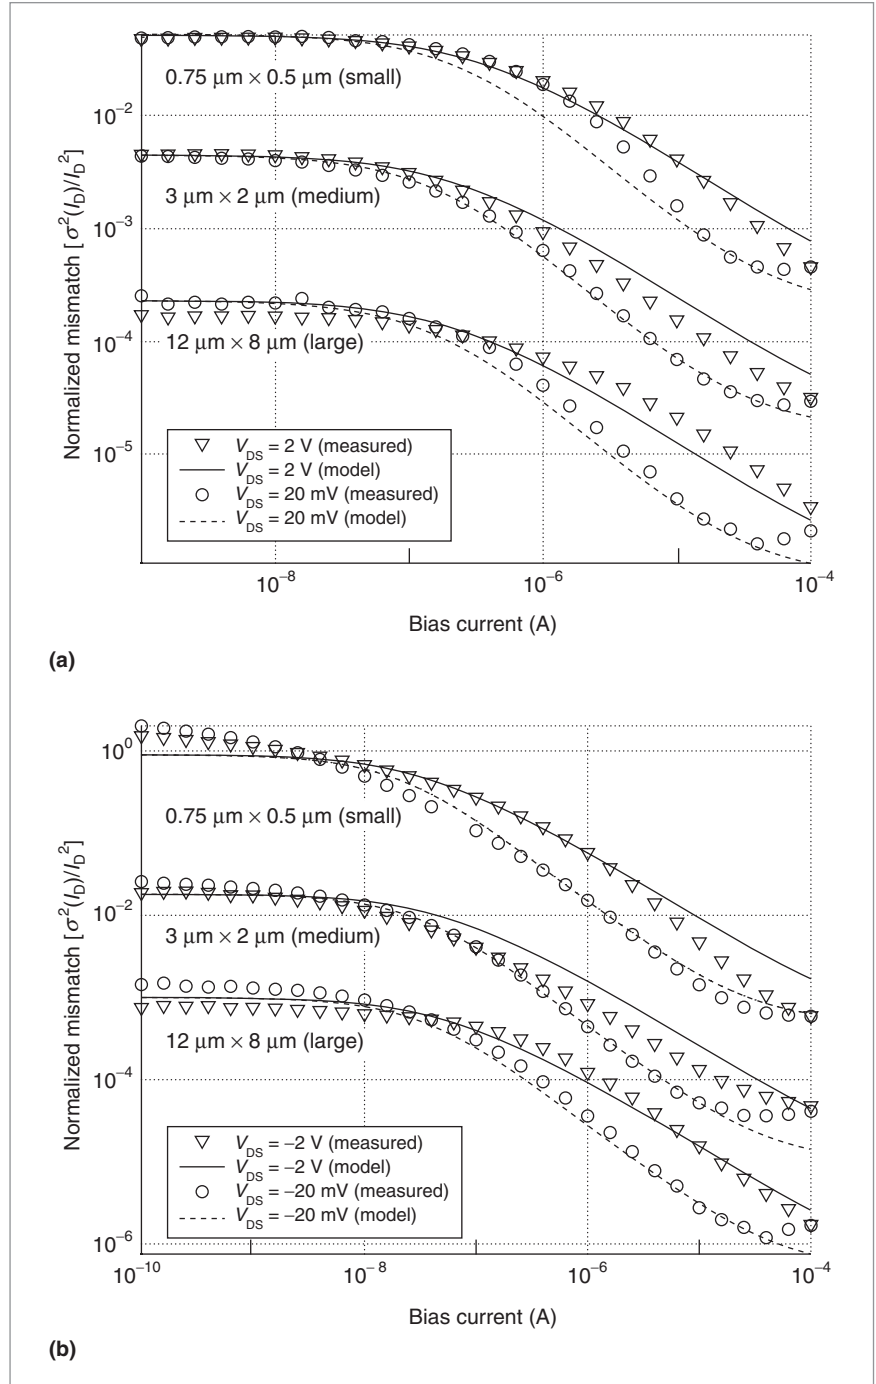 Normalized mismatch [σ²(I_D)/I_D²]
10⁻²
10⁻³
10⁻⁴
10⁻⁵
0.75 μm × 0.5 μm (small)
3 μm × 2 μm (medium)
12 μm × 8 μm (large)
V_DS = 2 V (measured)
V_DS = 2 V (model)
V_DS = 20 mV (measured)
V_DS = 20 mV (model)
10⁻⁸
10⁻⁶
10⁻⁴
Bias current (A)
(a)
Normalized mismatch [σ²(I_D)/I_D²]
10⁰
10⁻²
10⁻⁴
10⁻⁶
0.75 μm × 0.5 μm (small)
3 μm × 2 μm (medium)
12 μm × 8 μm (large)
V_DS = –2 V (measured)
V_DS = –2 V (model)
V_DS = –20 mV (measured)
V_DS = –20 mV (model)
10⁻¹⁰
10⁻⁸
10⁻⁶
10⁻⁴
Bias current (A)
(b)